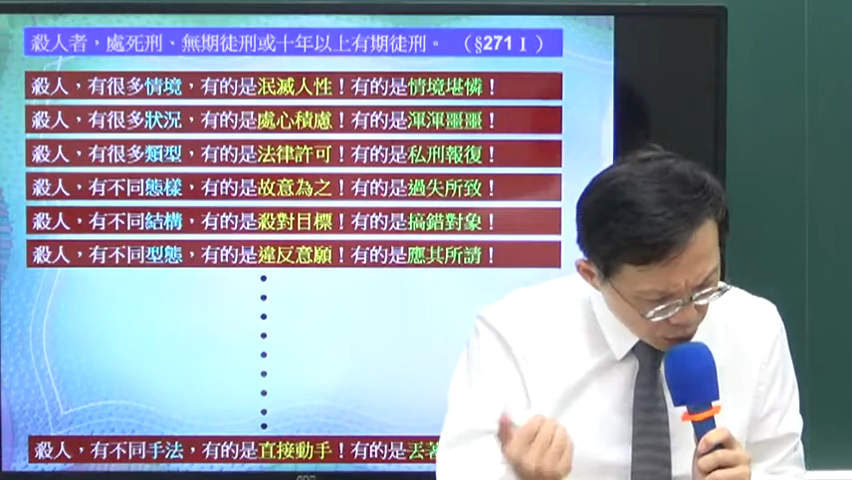 殺人者，處死刑、無期徒刑或十年以上有期徒刑。（§271Ⅰ）
殺人，有很多情境，有的是泯滅人性！有的是情境堪憐！
殺人，有很多狀況，有的是處心積慮！有的是渾渾噩噩！
殺人，有很多類型，有的是法律許可！有的是私刑報復！
殺人，有不同態樣，有的是故意為之！有的是過失所致！
殺人，有不同結構，有的是殺對目標！有的是搞錯對象！
殺人，有不同型態，有的是違反意願！有的是應其所請！
殺人，有不同手法，有的是直接動手！有的是丟著